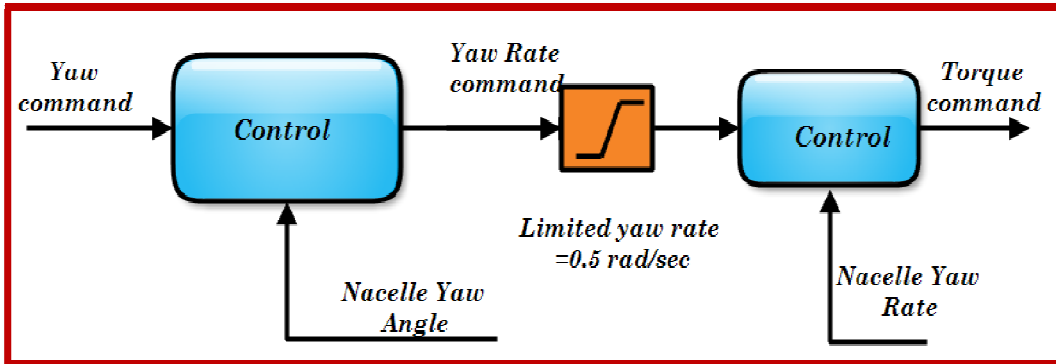 Yaw
command
Control
Yaw Rate
command
Limited yaw rate
=0.5 rad/sec
Control
Torque
command
Nacelle Yaw
Angle
Nacelle Yaw
Rate